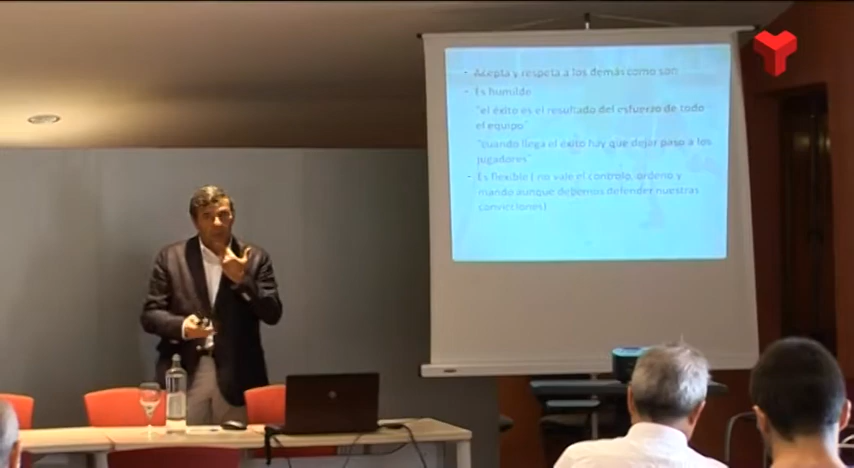 - Acepta y respeta a los demás como son
- Es humilde
"el éxito es el resultado del esfuerzo de todo
el equipo"
"cuando llega el éxito hay que dejar paso a los
jugadores"
- Es flexible ( no vale el controlo, ordeno y
mando aunque debemos defender nuestras
convicciones)